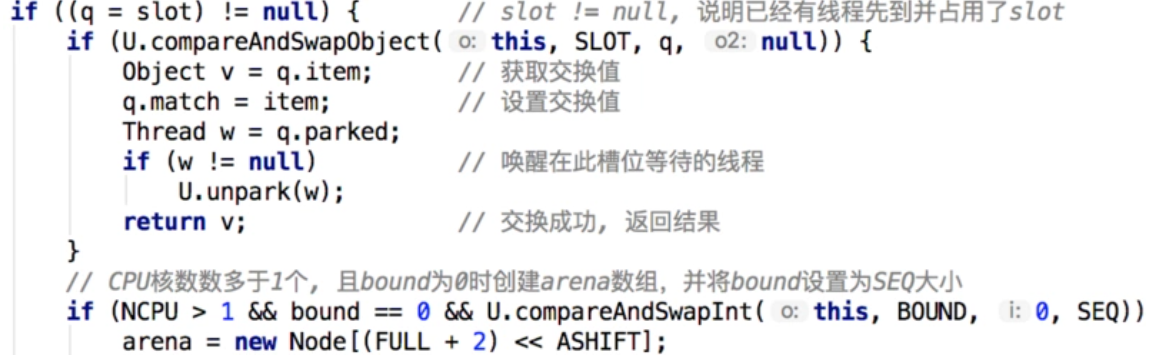 if ((q = slot) != null) {        // slot != null, 说明已经有线程先到并占用了slot
    if (U.compareAndSwapObject( o: this, SLOT, q, o2: null)) {
        Object v = q.item;       // 获取交换值
        q.match = item;          // 设置交换值
        Thread w = q.parked;
        if (w != null)           // 唤醒在此槽位等待的线程
            U.unpark(w);
        return v;                // 交换成功, 返回结果
    }
    // CPU核数数多于1个, 且bound为0时创建arena数组, 并将bound设置为SEQ大小
    if (NCPU > 1 && bound == 0 && U.compareAndSwapInt( o: this, BOUND, i: 0, SEQ))
        arena = new Node[(FULL + 2) << ASHIFT];